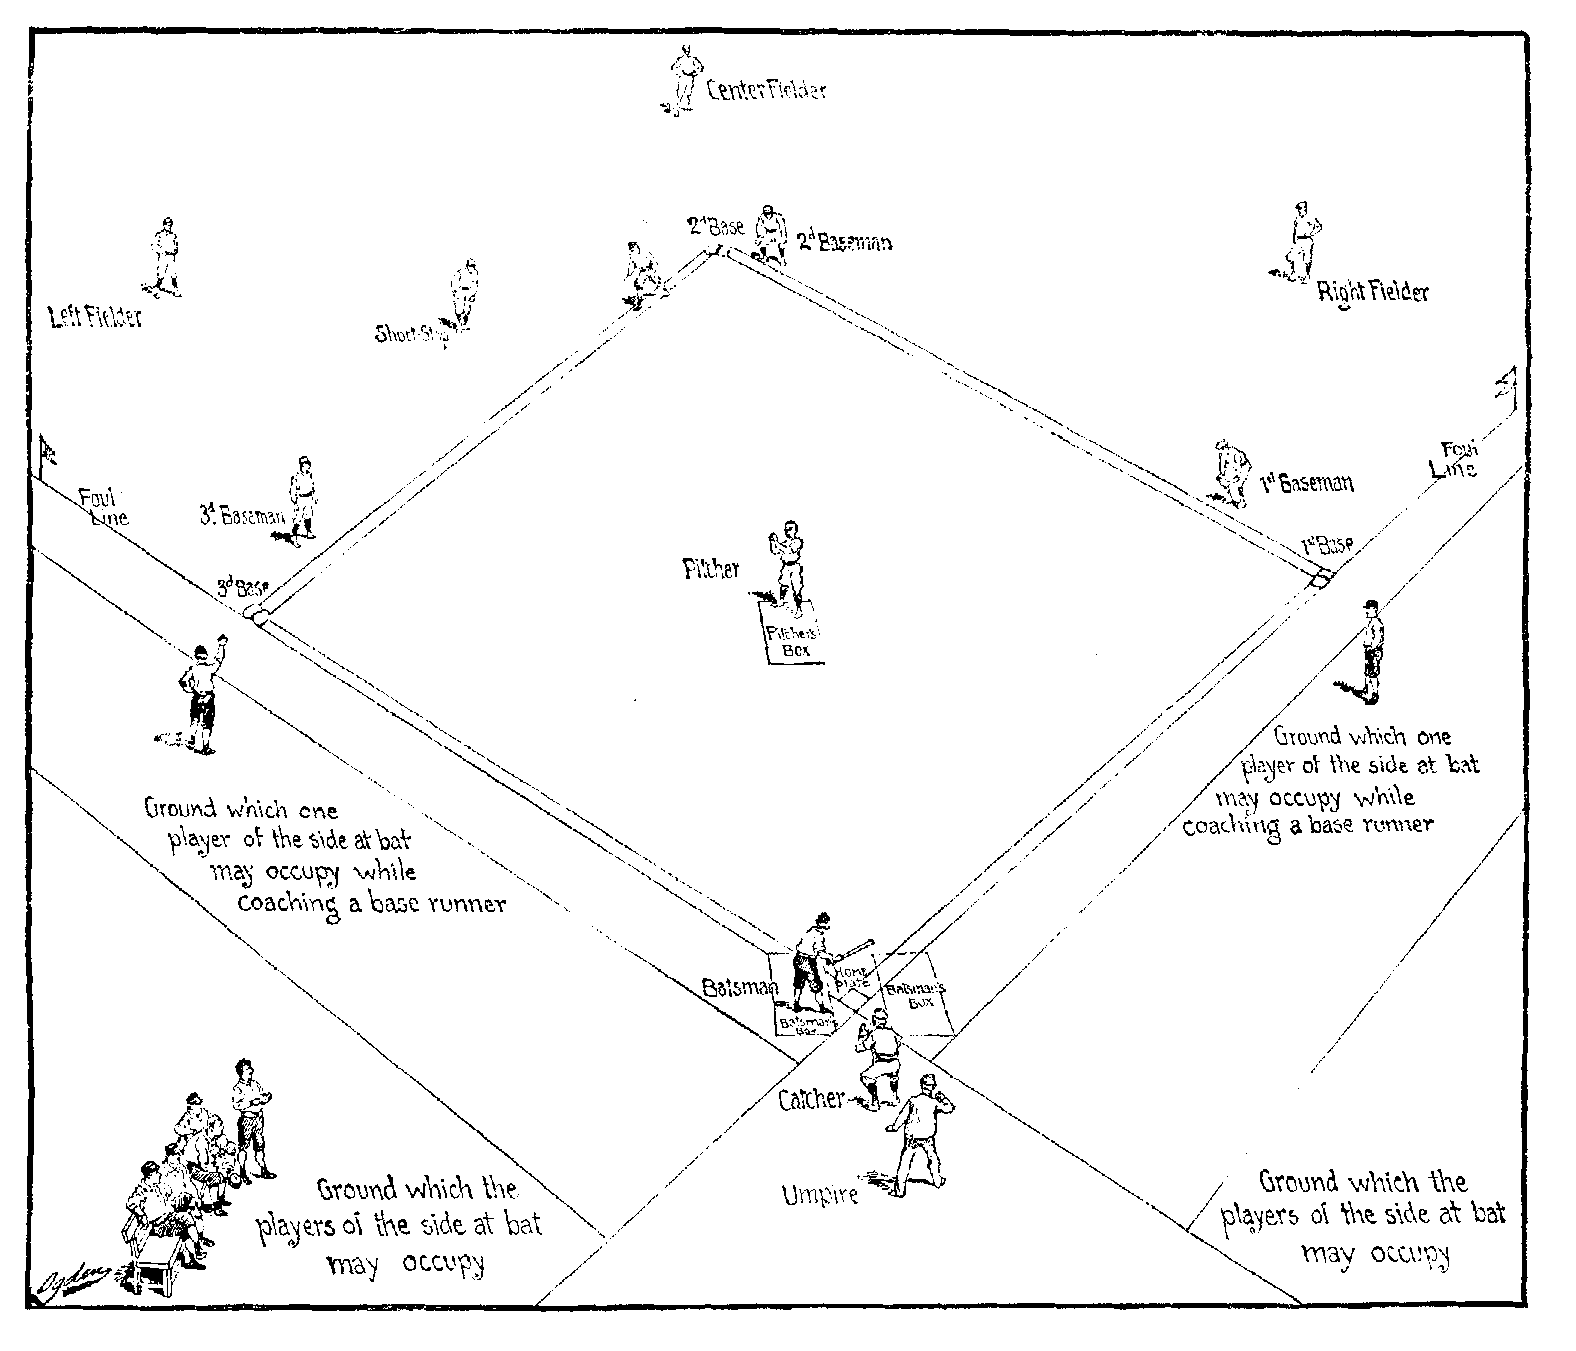 Center Fielder
2d Base
2d Baseman
Left Fielder
Short-Stop
Right Fielder
Foul
Line
Foul
Line
3d. Baseman
1st Baseman
1st Base
3d Base
Pitcher
Pitcher's
Box
Ground which one
player of the side at bat
may occupy while
coaching a base runner
Ground which one
player of the side at bat
may occupy while
coaching a base runner
Batsman
Home
Plate
Batsman's
Box
Batsman's
Catcher
Umpire
Ground which the
players of the side at bat
may occupy
Ground which the
players of the side at bat
may occupy
Ogden